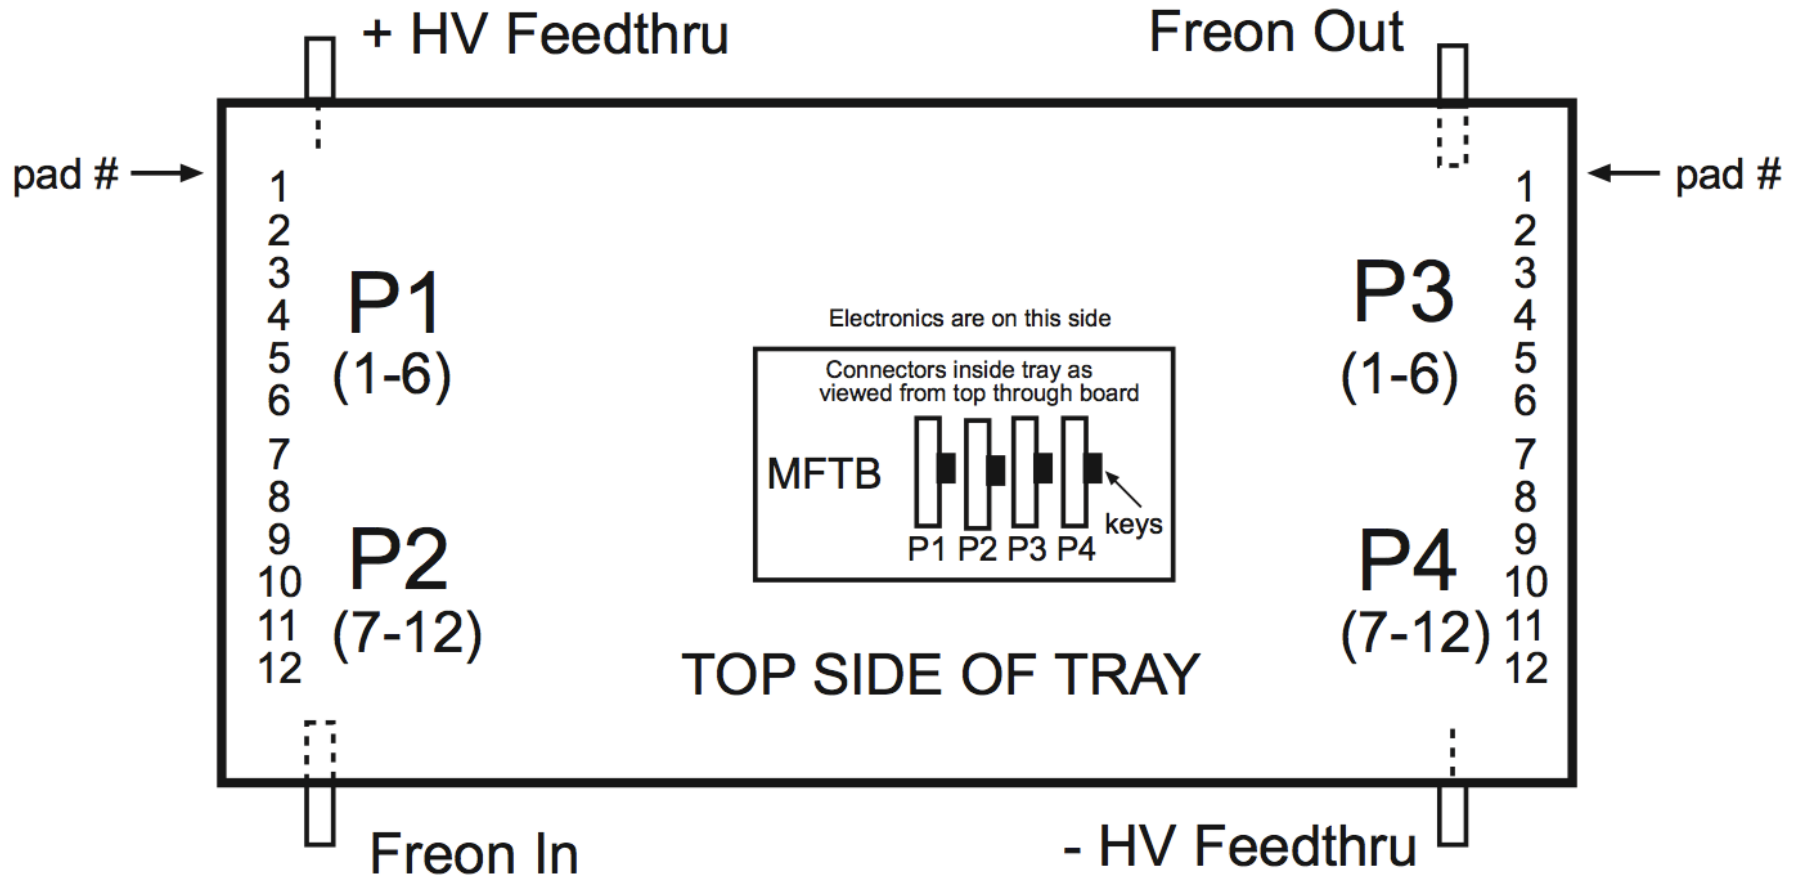 + HV Feedthru
Freon Out
pad #
pad #
1
2
3
4
5
6
7
8
9
10
11
12
P1
(1-6)
P2
(7-12)
Electronics are on this side
Connectors inside tray as
viewed from top through board
MFTB
keys
P1 P2 P3 P4
TOP SIDE OF TRAY
P3
(1-6)
P4
(7-12)
1
2
3
4
5
6
7
8
9
10
11
12
Freon In
- HV Feedthru